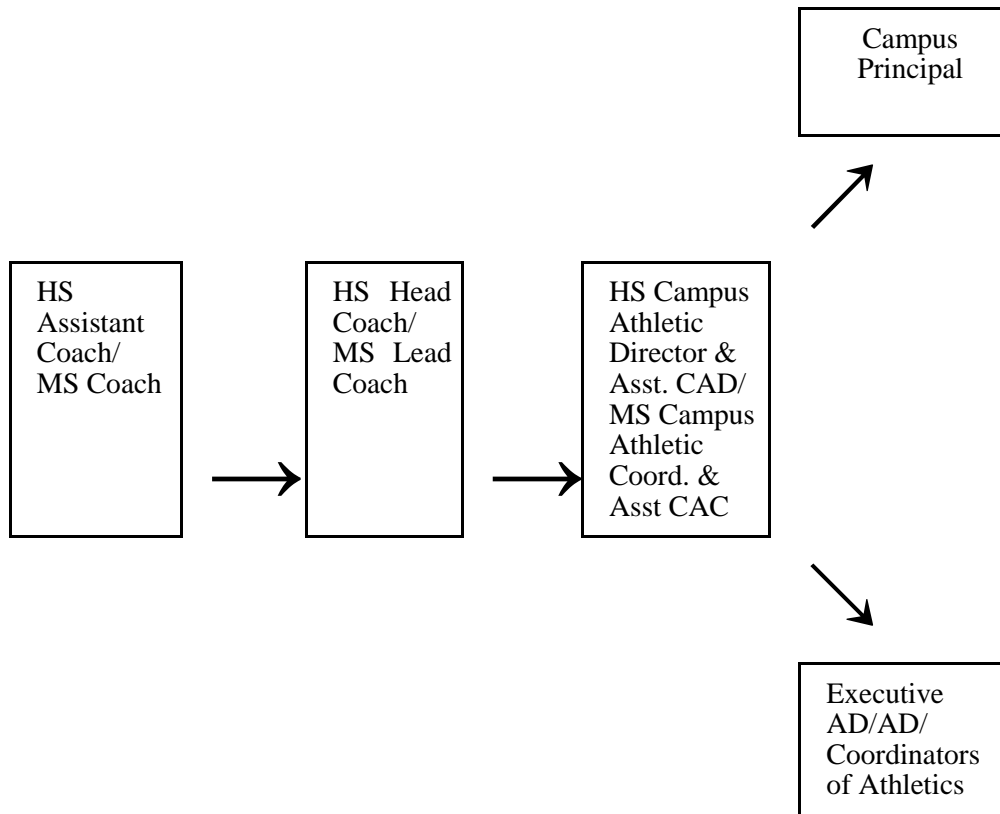 Campus
Principal
HS
Assistant
Coach/
MS Coach
HS Head
Coach/
MS Lead
Coach
HS Campus
Athletic
Director &
Asst. CAD/
MS Campus
Athletic
Coord. &
Asst CAC
Executive
AD/AD/
Coordinators
of Athletics